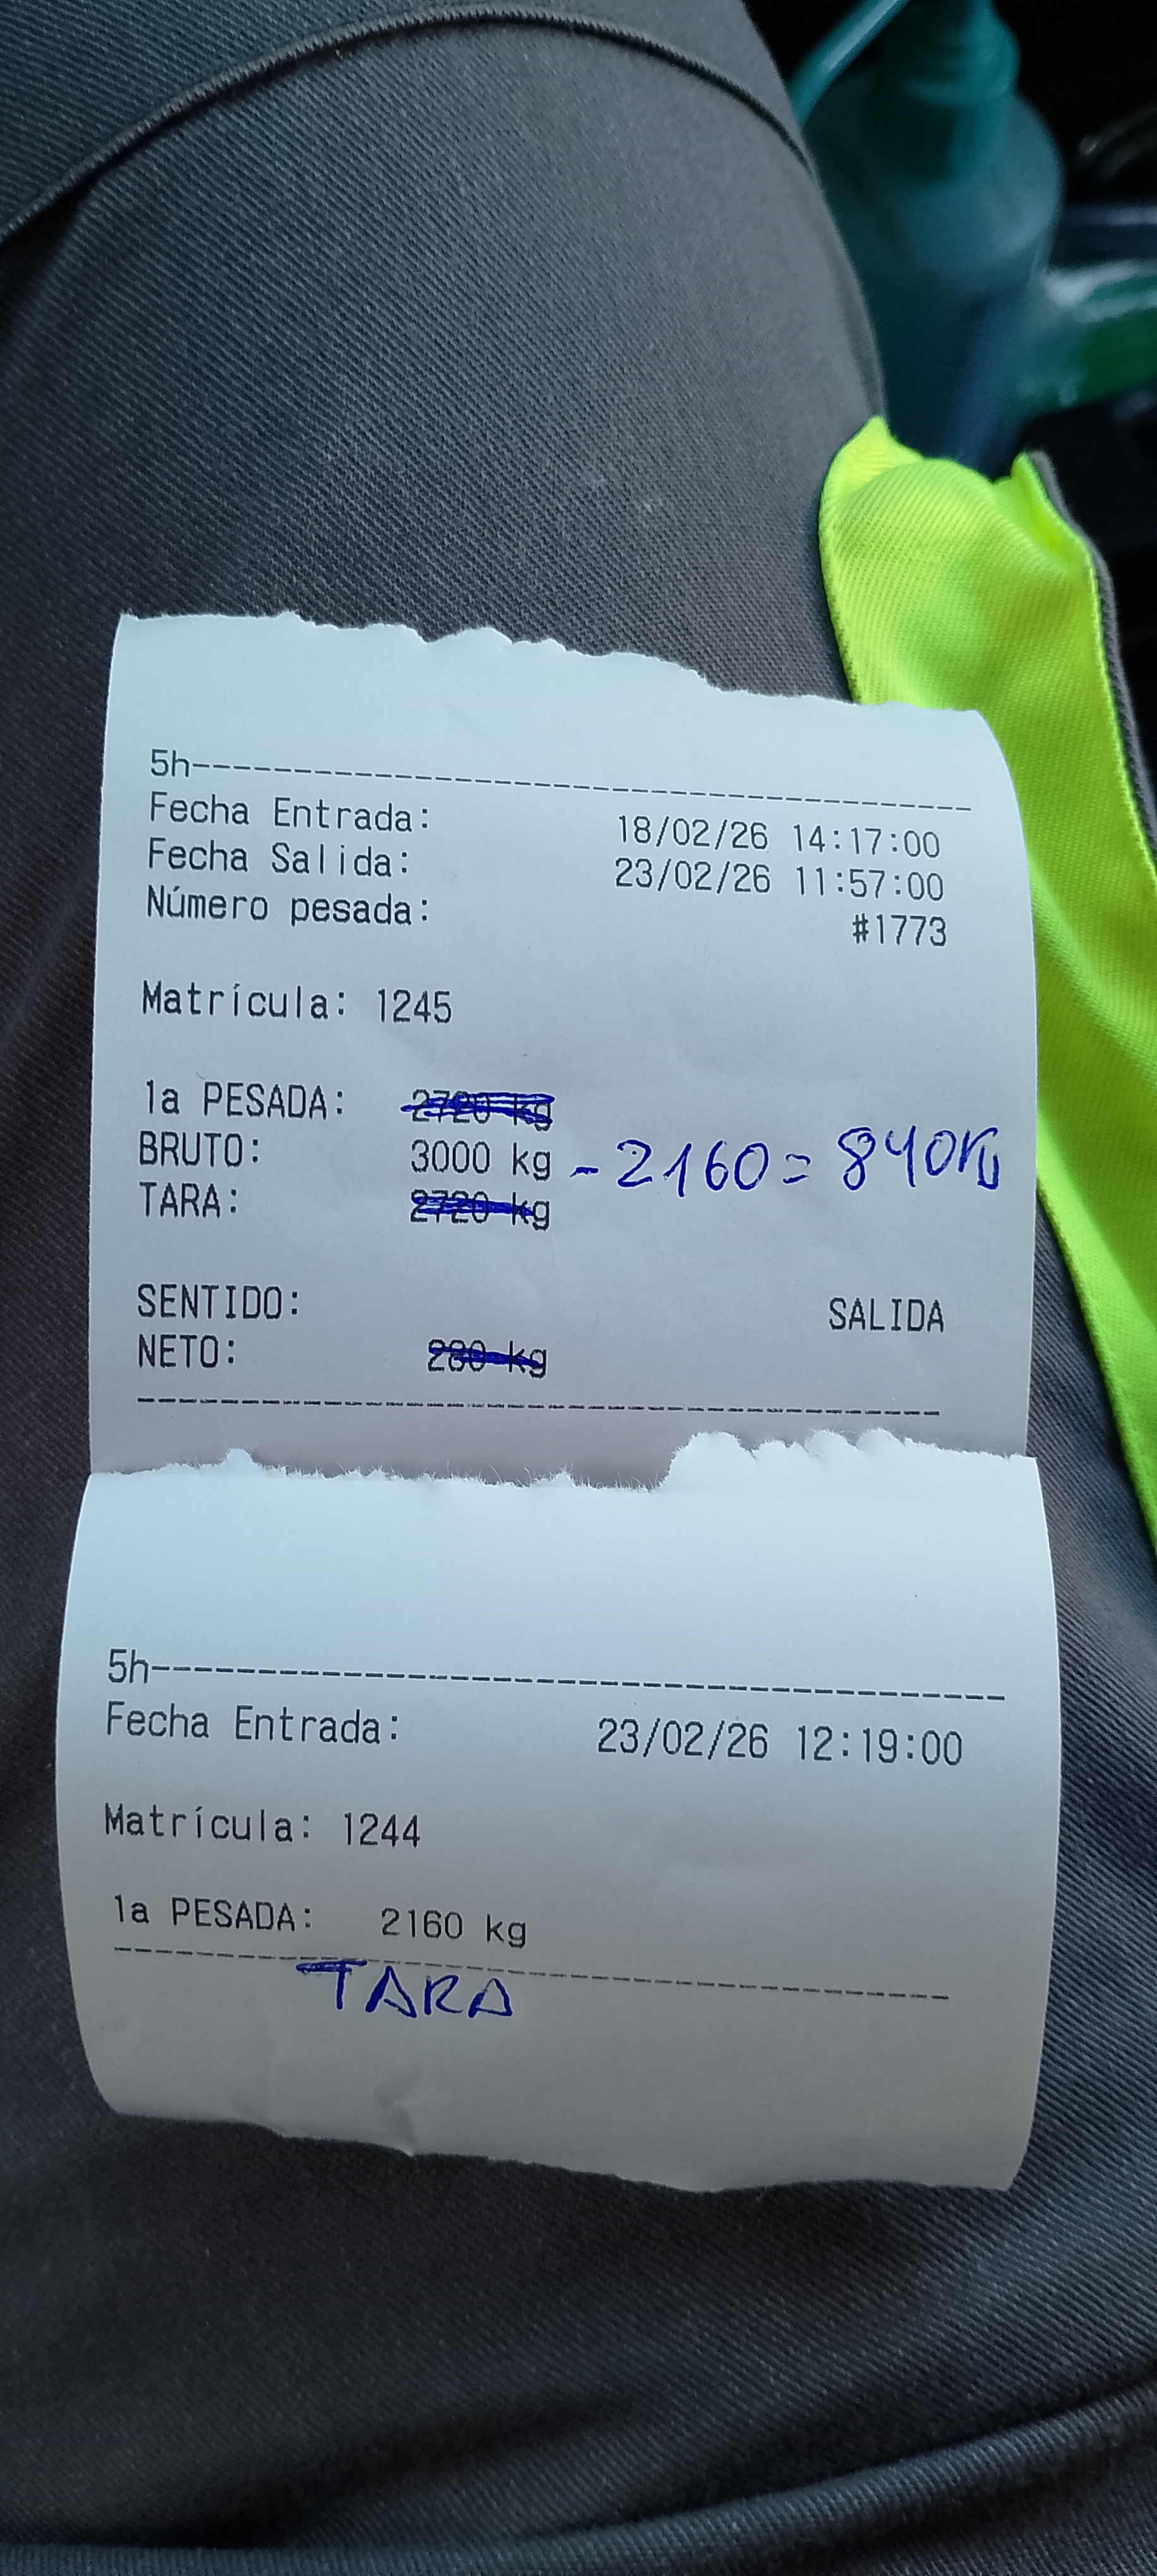 5h--------------------------------------
Fecha Entrada: 18/02/26 14:17:00
Fecha Salida: 23/02/26 11:57:00
Número pesada: #1773
Matrícula: 1245
1a PESADA: 2720 kg
BRUTO: 3000 kg - 2160 = 840KG
TARA: 2720 kg
SENTIDO: SALIDA
NETO: 280 kg
----------------------------------------
5h--------------------------------------
Fecha Entrada: 23/02/26 12:19:00
Matrícula: 1244
1a PESADA: 2160 kg
----------------------------------------
TARA